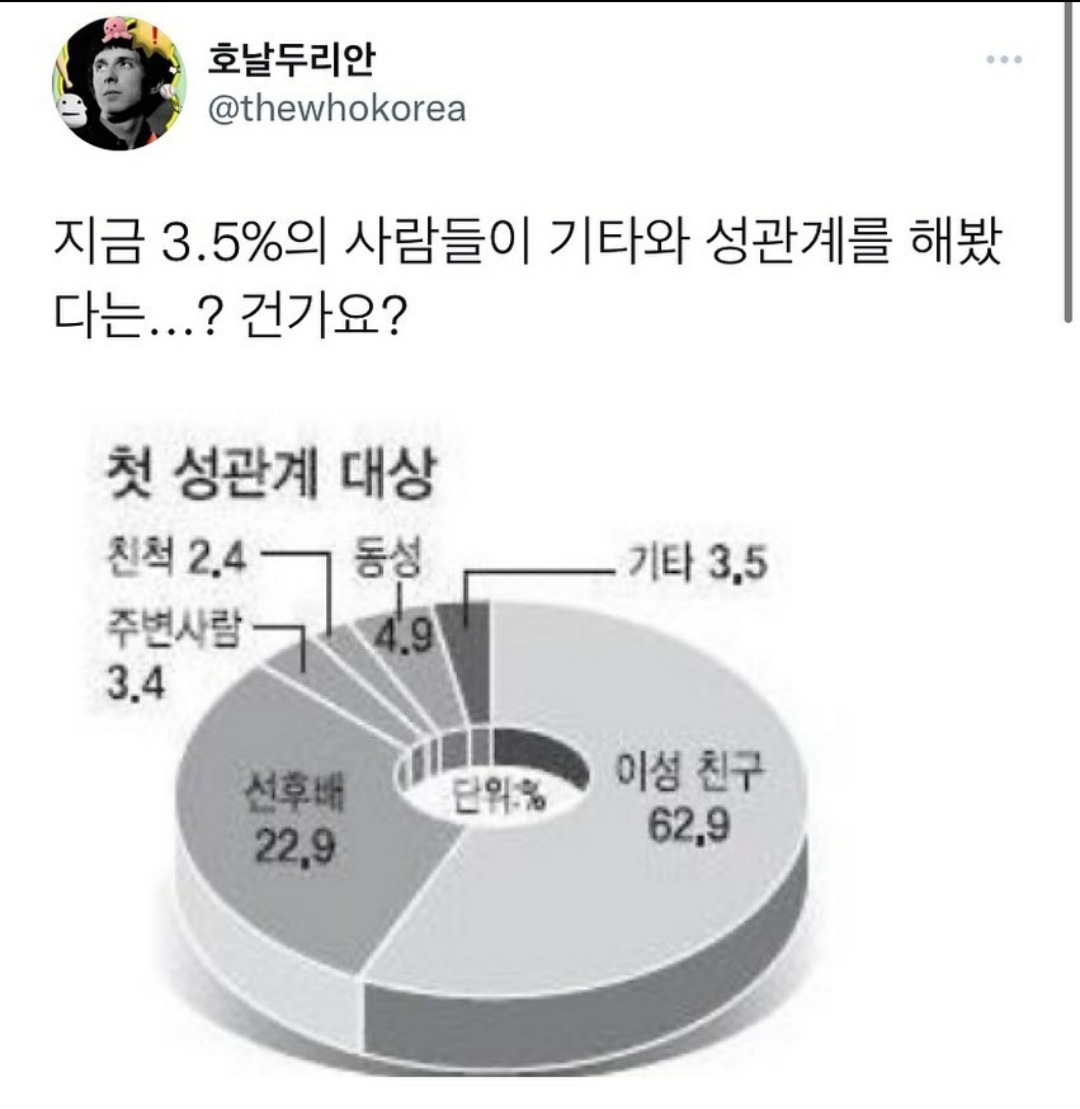 호날두리안
@thewhokorea
지금 3.5%의 사람들이 기타와 성관계를 해봤
다는...? 건가요?
첫 성관계 대상
친척 2.4
동성
4.9
기타 3.5
주변사람
3.4
선후배
22.9
단위:%
이성 친구
62.9